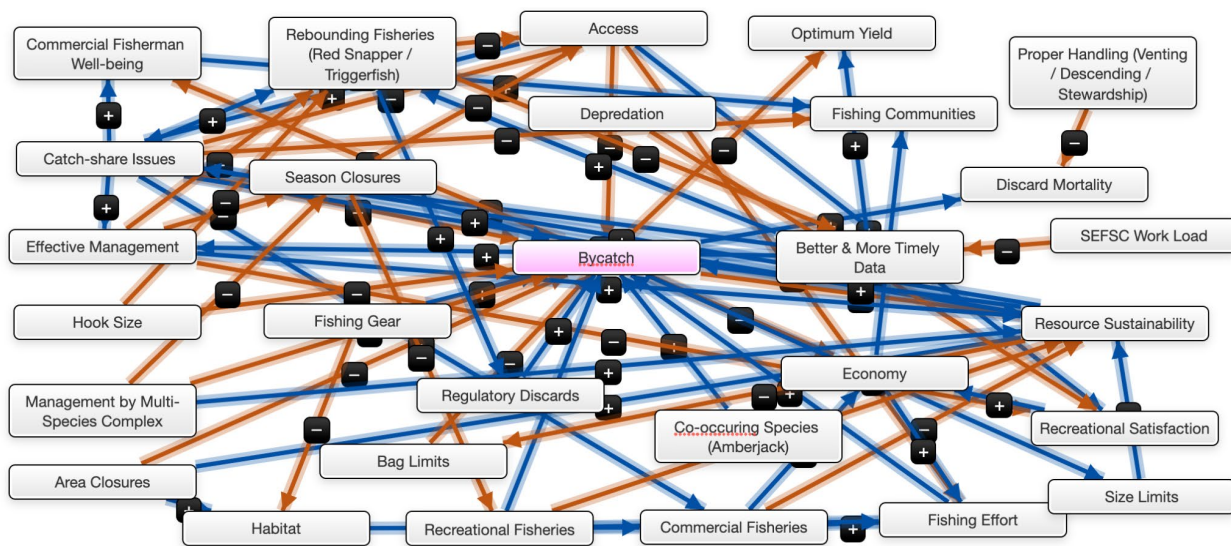 Commercial Fisherman
Well-being
Rebounding Fisheries
(Red Snapper /
Triggerfish)
Access
Optimum Yield
Proper Handling (Venting
/ Descending /
Stewardship)
Depredation
Fishing Communities
Catch-share Issues
Season Closures
Discard Mortality
Effective Management
Bycatch
Better & More Timely
Data
SEFSC Work Load
Hook Size
Fishing Gear
Resource Sustainability
Management by Multi-
Species Complex
Regulatory Discards
Economy
Co-occuring Species
(Amberjack)
Recreational Satisfaction
Bag Limits
Area Closures
Size Limits
Habitat
Recreational Fisheries
Commercial Fisheries
Fishing Effort